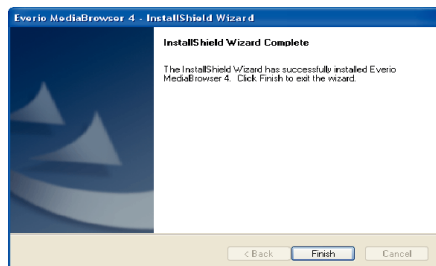 Everio MediaBrowser 4 - InstallShield Wizard
InstallShield Wizard Complete
The InstallShield Wizard has successfully installed Everio
MediaBrowser 4. Click Finish to exit the wizard.
< Back
Finish
Cancel